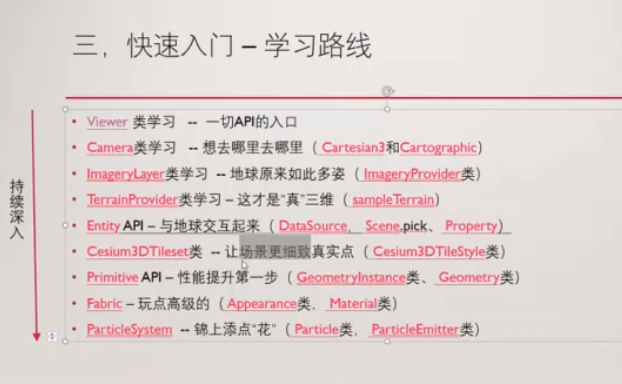 三，快速入门 – 学习路线
持续深入
• Viewer 类学习 -- 一切API的入口
• Camera类学习 -- 想去哪里去哪里（ Cartesian3和Cartographic）
• ImageryLayer类学习 -- 地球原来如此多姿（ ImageryProvider类）
• TerrainProvider类学习 – 这才是“真”三维（ sampleTerrain）
• Entity API – 与地球交互起来（ DataSource、 Scene.pick、 Property）
• Cesium3DTileset类 -- 让场景更细致真实点（ Cesium3DTileStyle类）
• Primitive API – 性能提升第一步（ GeometryInstance类、 Geometry类）
• Fabric – 玩点高级的（ Appearance类， Material类）
• ParticleSystem -- 锦上添点“花”（ Particle类， ParticleEmitter类）